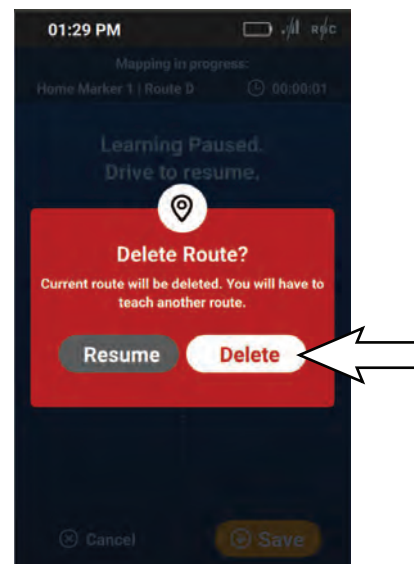 01:29 PM
Mapping in progress:
Home Marker 1 | Route D 00:00:01
Learning Paused.
Drive to resume.
Delete Route?
Current route will be deleted. You will have to
teach another route.
Resume Delete
Cancel Save